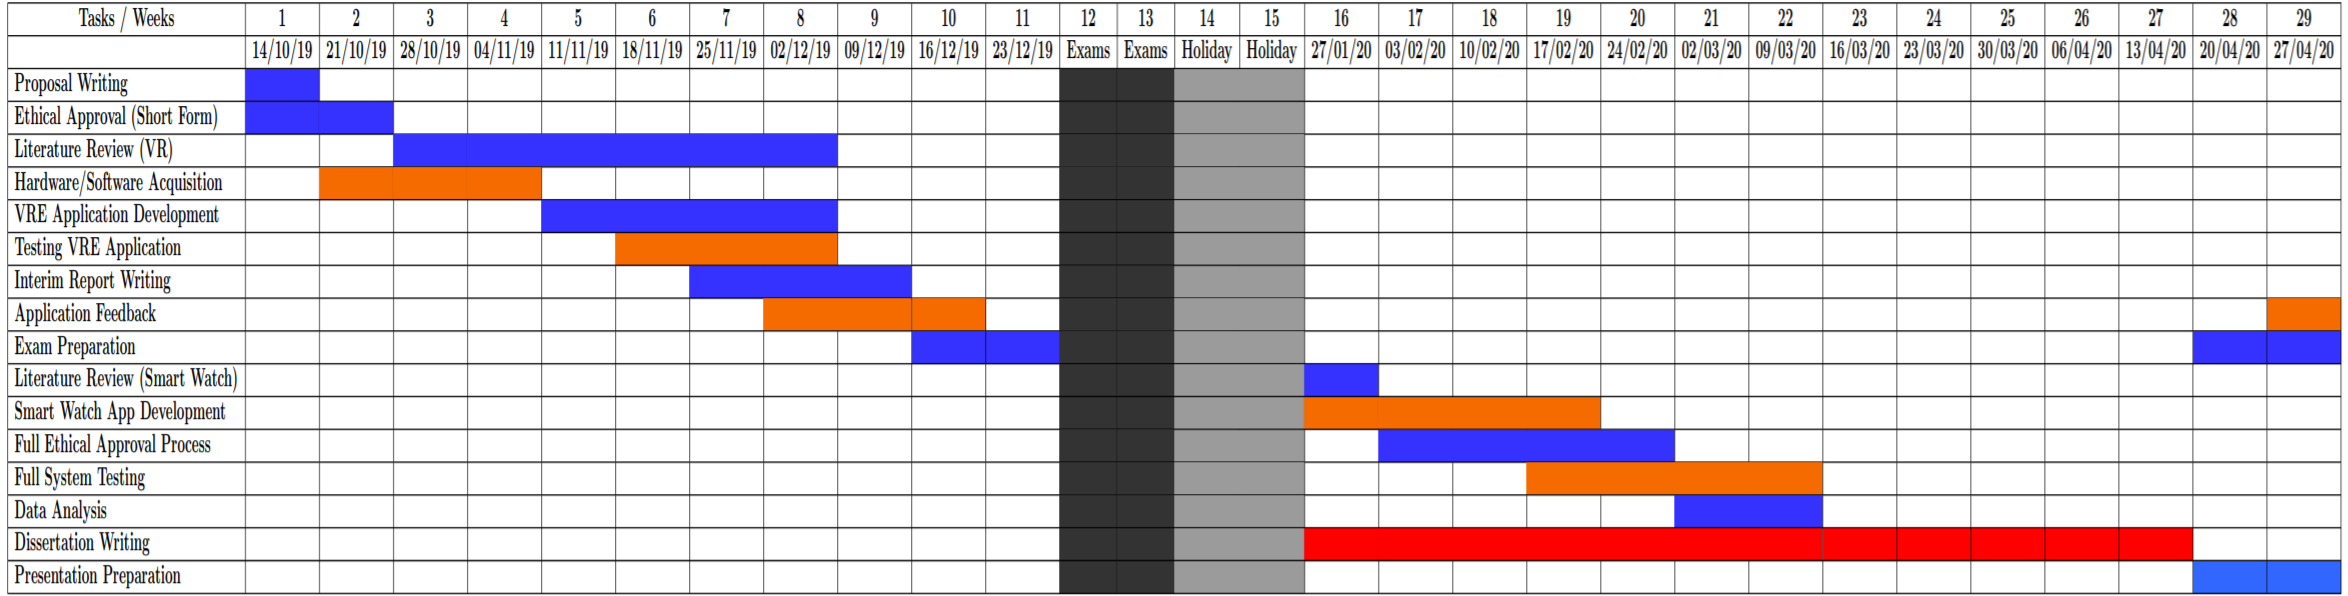 Tasks / Weeks 1 2 3 4 5 6 7 8 9 10 11 12 13 14 15 16 17 18 19 20 21 22 23 24 25 26 27 28 29
14/10/19 21/10/19 28/10/19 04/11/19 11/11/19 18/11/19 25/11/19 02/12/19 09/12/19 16/12/19 23/12/19 Exams Exams Holiday Holiday 27/01/20 03/02/20 10/02/20 17/02/20 24/02/20 02/03/20 09/03/20 16/03/20 23/03/20 30/03/20 06/04/20 13/04/20 20/04/20 27/04/20
Proposal Writing
Ethical Approval (Short Form)
Literature Review (VR)
Hardware/Software Acquisition
VRE Application Development
Testing VRE Application
Interim Report Writing
Application Feedback
Exam Preparation
Literature Review (Smart Watch)
Smart Watch App Development
Full Ethical Approval Process
Full System Testing
Data Analysis
Dissertation Writing
Presentation Preparation